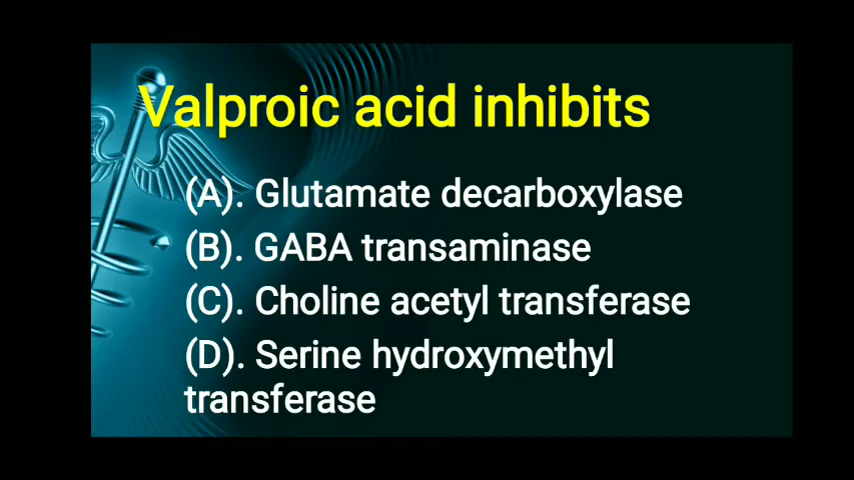 Valproic acid inhibits
(A). Glutamate decarboxylase
(B). GABA transaminase
(C). Choline acetyl transferase
(D). Serine hydroxymethyl
transferase